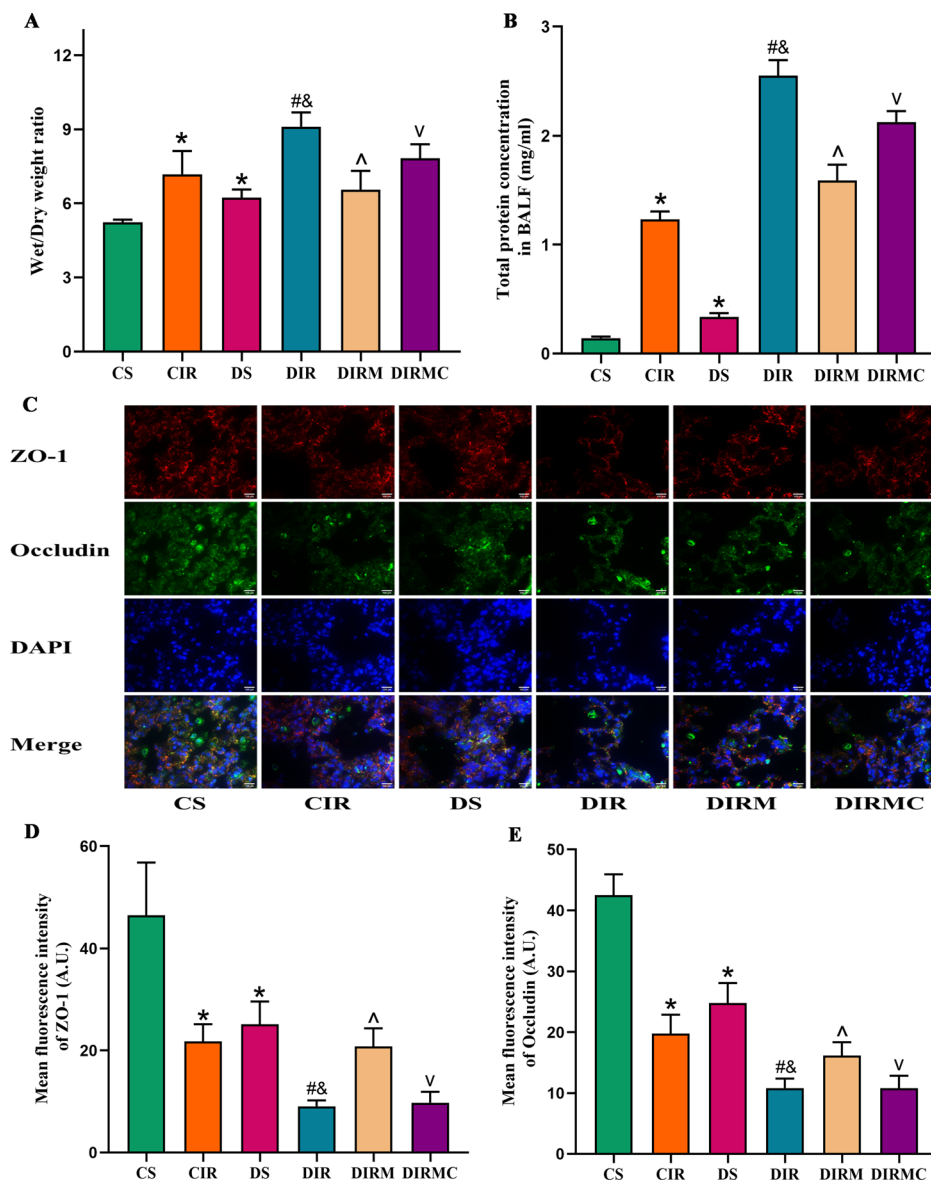 A
Wet/Dry weight ratio
12
9
6
3
0
*
*
#&
^
v
CS CIR DS DIR DIRM DIRMC
B
Total protein concentration
in BALF (mg/ml)
3
2
1
0
*
*
#&
^
v
CS CIR DS DIR DIRM DIRMC
C
ZO-1
Occludin
DAPI
Merge
CS CIR DS DIR DIRM DIRMC
D
Mean fluorescence intensity
of ZO-1 (A.U.)
60
40
20
0
*
*
#&
^
v
CS CIR DS DIR DIRM DIRMC
E
Mean fluorescence intensity
of Occludin (A.U.)
50
40
30
20
10
0
*
*
#&
^
v
CS CIR DS DIR DIRM DIRMC